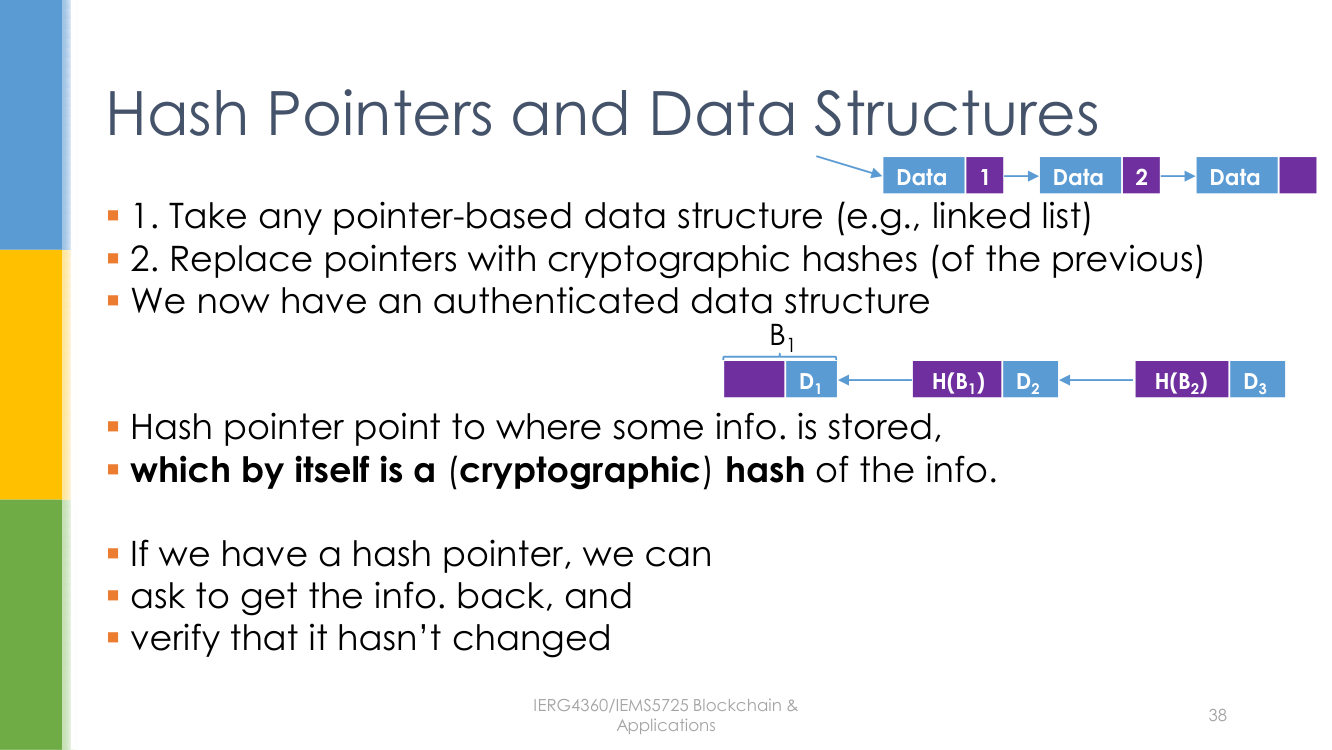 Hash Pointers and Data Structures
Data 1 Data 2 Data
1. Take any pointer-based data structure (e.g., linked list)
2. Replace pointers with cryptographic hashes (of the previous)
We now have an authenticated data structure
B₁
D₁ H(B₁) D₂ H(B₂) D₃
Hash pointer point to where some info. is stored,
which by itself is a (cryptographic) hash of the info.
If we have a hash pointer, we can
ask to get the info. back, and
verify that it hasn’t changed
IERG4360/IEMS5725 Blockchain &
Applications
38